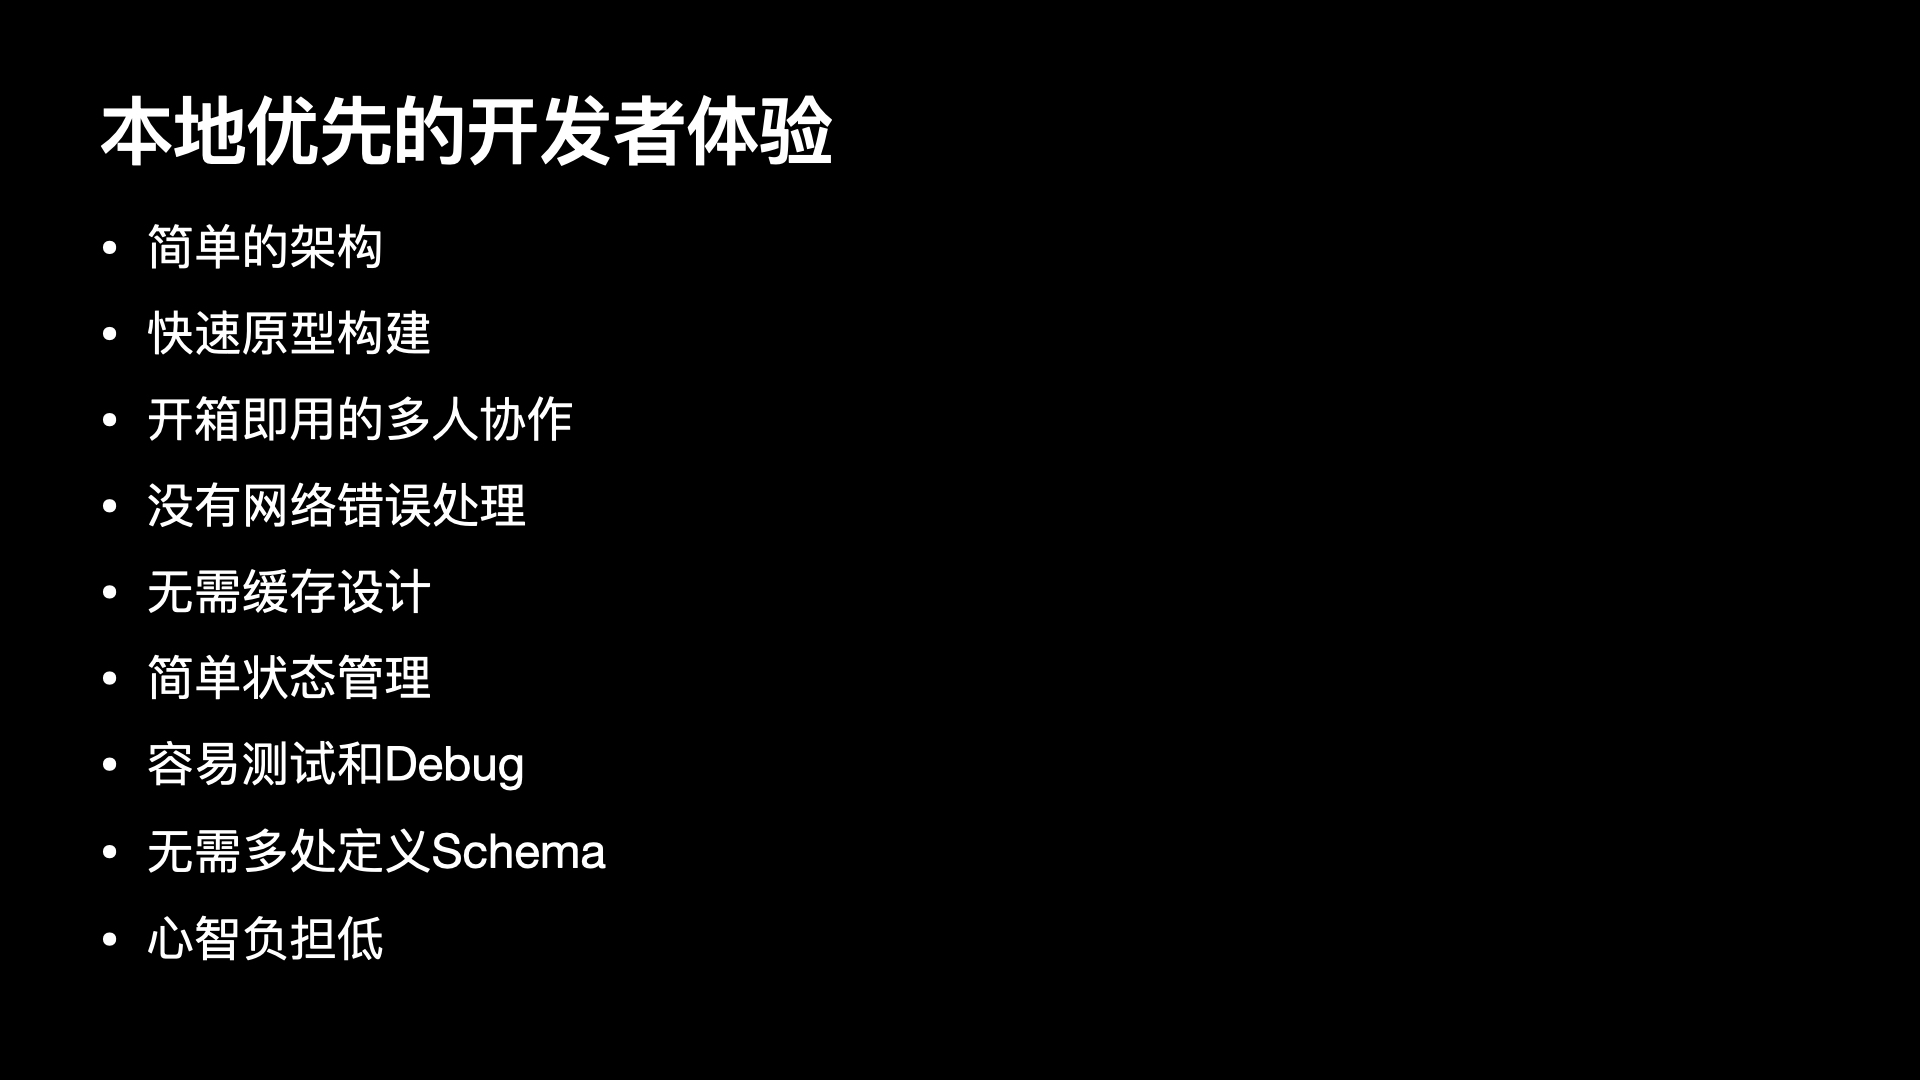 本地优先的开发者体验
• 简单的架构
• 快速原型构建
• 开箱即用的多人协作
• 没有网络错误处理
• 无需缓存设计
• 简单状态管理
• 容易测试和Debug
• 无需多处定义Schema
• 心智负担低